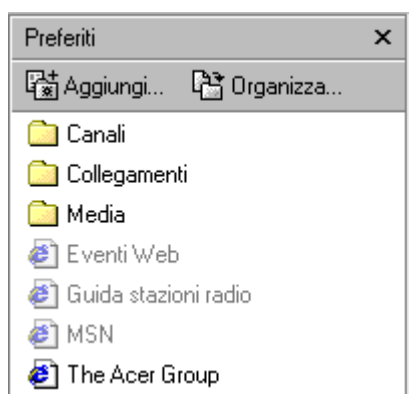 Preferiti
Aggiungi... Organizza...
Canali
Collegamenti
Media
Eventi Web
Guida stazioni radio
MSN
The Acer Group